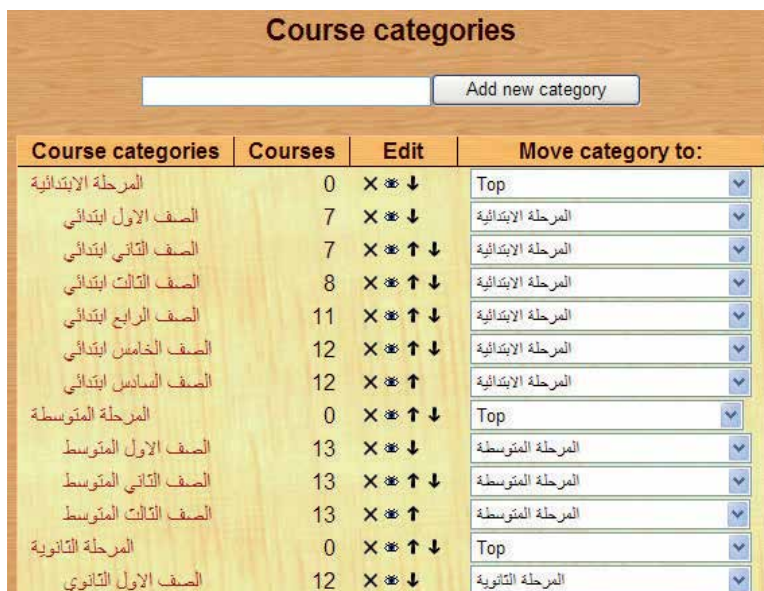 Course categories
Add new category
Course categories Courses Edit Move category to:
المرحلة الابتدائية 0 Top
الصف الاول ابتدائي 7 المرحلة الابتدائية
الصف الثاني ابتدائي 7 المرحلة الابتدائية
الصف الثالث ابتدائي 8 المرحلة الابتدائية
الصف الرابع ابتدائي 11 المرحلة الابتدائية
الصف الخامس ابتدائي 12 المرحلة الابتدائية
الصف السادس ابتدائي 12 المرحلة الابتدائية
المرحلة المتوسطة 0 Top
الصف الاول المتوسط 13 المرحلة المتوسطة
الصف الثاني المتوسط 13 المرحلة المتوسطة
الصف الثالث المتوسط 13 المرحلة المتوسطة
المرحلة الثانوية 0 Top
الصف الاول الثانوي 12 المرحلة الثانوية